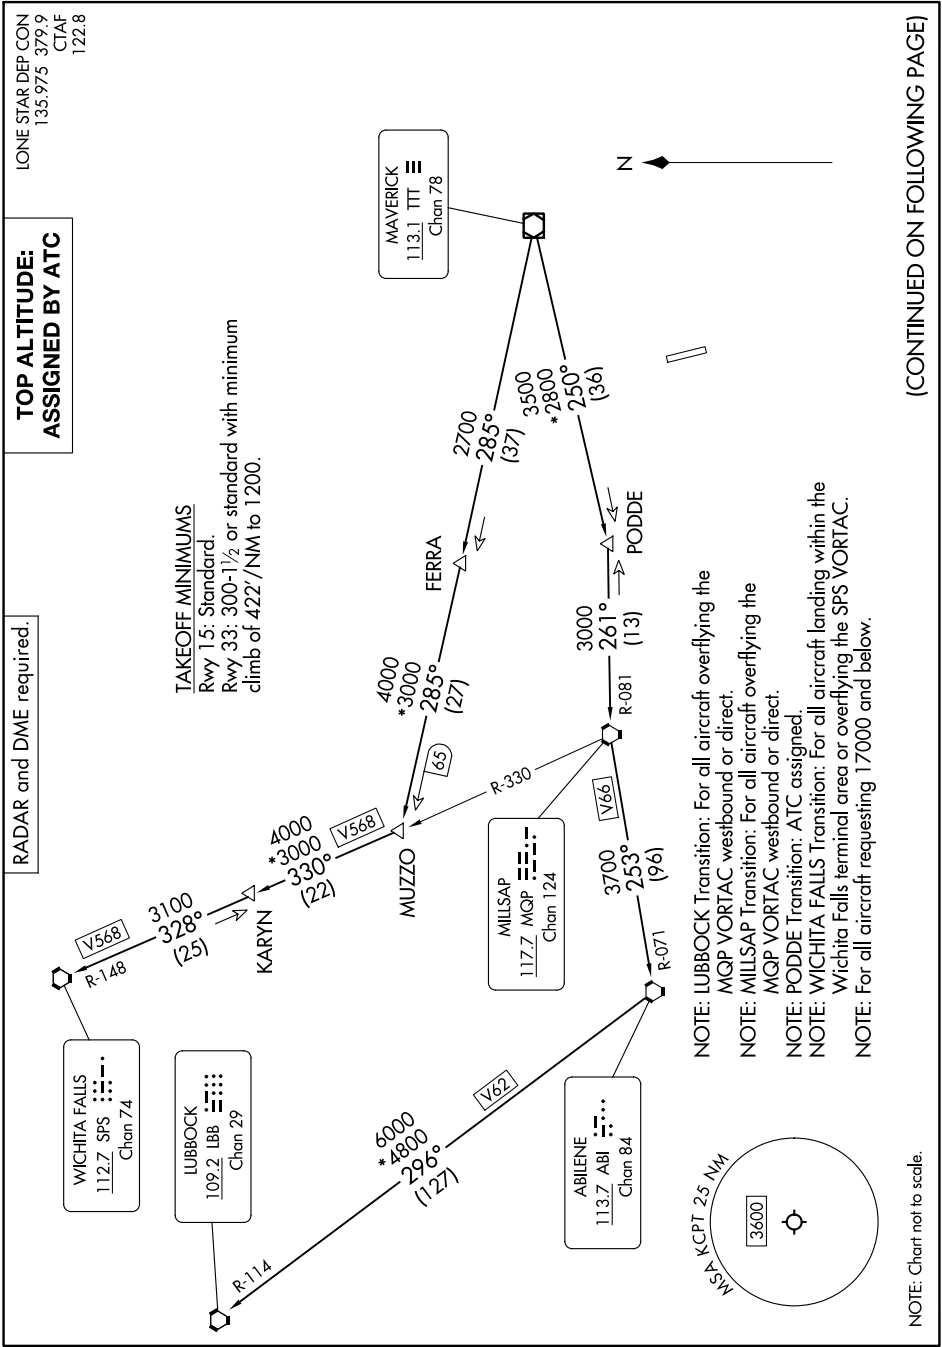 RADAR and DME required.
TOP ALTITUDE:
ASSIGNED BY ATC
LONE STAR DEP CON
135.975 379.9
CTAF
122.8
TAKEOFF MINIMUMS
Rwy 15: Standard.
Rwy 33: 300-1½ or standard with minimum
climb of 422'/NM to 1200.
WICHITA FALLS
112.7 SPS
Chan 74
R-148
V568
3100
328°
(25)
KARYN
4000
*3000
330°
(22)
V568
MUZZO
65
4000
*3000
285°
(27)
FERRA
2700
285°
(37)
MAVERICK
113.1 TTT
Chan 78
N
LUBBOCK
109.2 LBB
Chan 29
R-114
6000
*4800
296°
(127)
V62
MILLSAP
117.7 MQP
Chan 124
R-330
R-081
3000
261°
(13)
PODDE
3500
*2800
250°
(36)
V66
3700
253°
(96)
R-071
ABILENE
113.7 ABI
Chan 84
MSA KCPT 25 NM
3600
NOTE: LUBBOCK Transition: For all aircraft overflying the
MQP VORTAC westbound or direct.
NOTE: MILLSAP Transition: For all aircraft overflying the
MQP VORTAC westbound or direct.
NOTE: PODDE Transition: ATC assigned.
NOTE: WICHITA FALLS Transition: For all aircraft landing within the
Wichita Falls terminal area or overflying the SPS VORTAC.
NOTE: For all aircraft requesting 17000 and below.
NOTE: Chart not to scale.
(CONTINUED ON FOLLOWING PAGE)